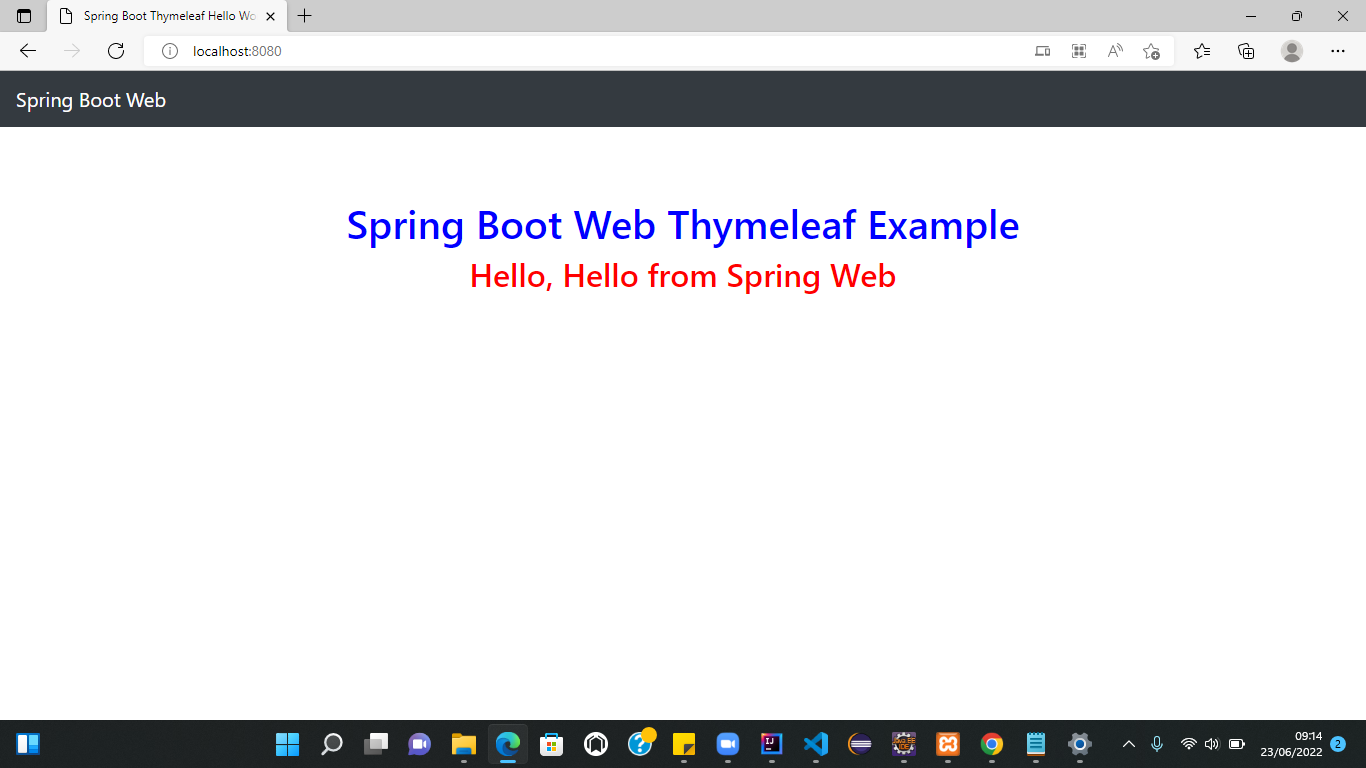 Spring Boot Thymeleaf Hello Wo
localhost:8080
Spring Boot Web
Spring Boot Web Thymeleaf Example
Hello, Hello from Spring Web
09:14
23/06/2022
2